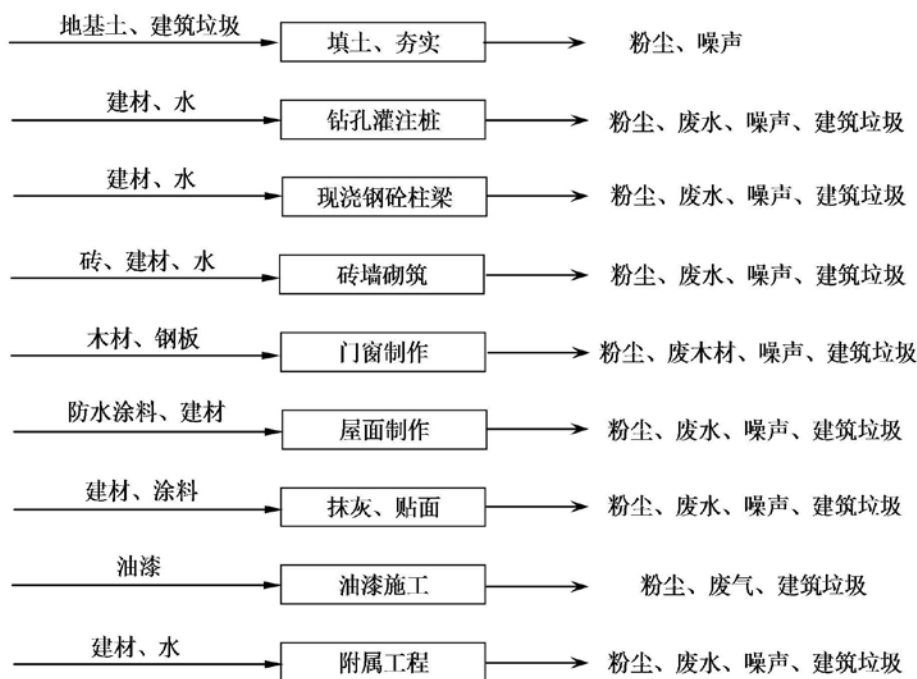 地基土、建筑垃圾 填土、夯实 粉尘、噪声
建材、水 钻孔灌注桩 粉尘、废水、噪声、建筑垃圾
建材、水 现浇钢砼柱梁 粉尘、废水、噪声、建筑垃圾
砖、建材、水 砖墙砌筑 粉尘、废水、噪声、建筑垃圾
木材、钢板 门窗制作 粉尘、废木材、噪声、建筑垃圾
防水涂料、建材 屋面制作 粉尘、废水、噪声、建筑垃圾
建材、涂料 抹灰、贴面 粉尘、废水、噪声、建筑垃圾
油漆 油漆施工 粉尘、废气、建筑垃圾
建材、水 附属工程 粉尘、废水、噪声、建筑垃圾